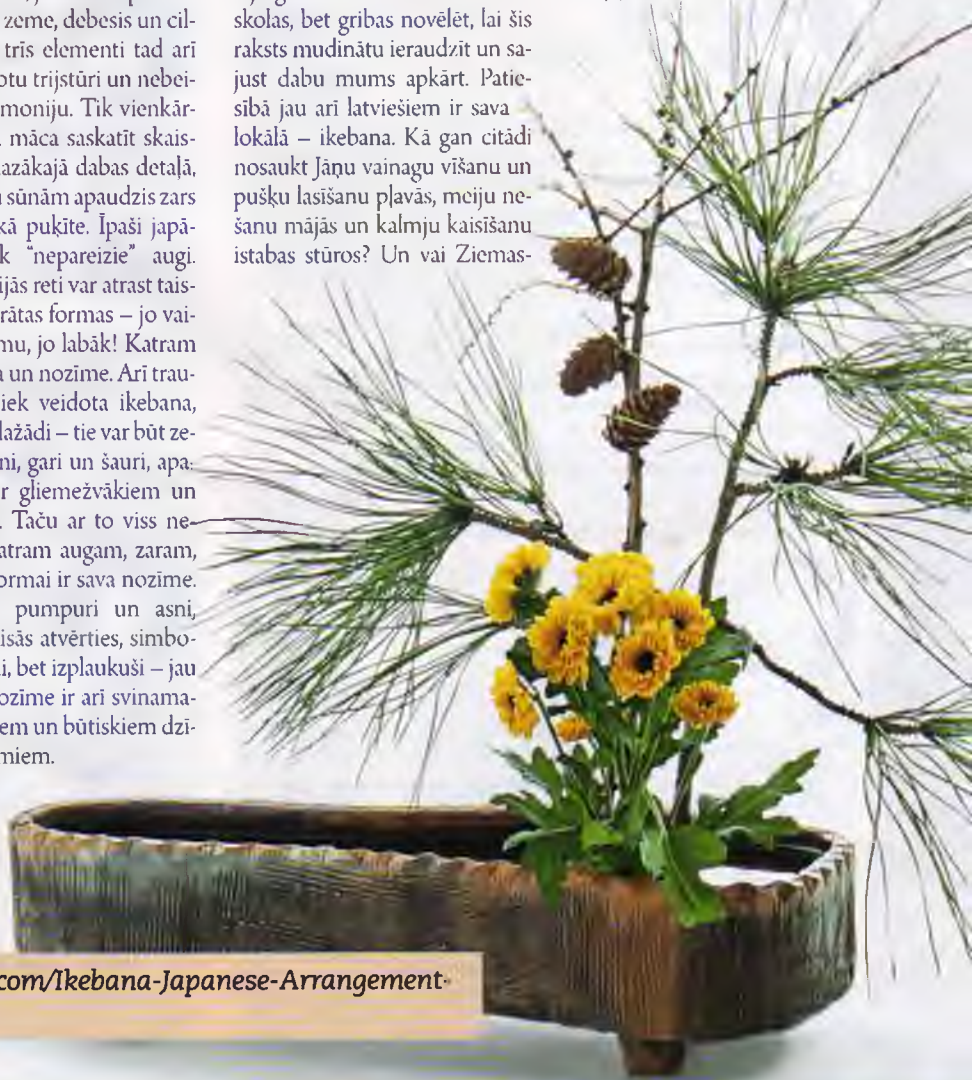 zeme, debesis un cil-
trīs elementi tad arī
otu trijstūri un nebei-
moniju. Tik vienkār-
māca saskatīt skais-
azākajā dabas detaļā,
sūnām apaudzis zars
kā puķīte. Īpaši japā-
k “nepareizie” augi.
ijās reti var atrast tais-
rātas formas – jo vai-
mu, jo labāk! Katram
a un nozīme. Arī trau-
iek veidota ikebana,
lažādi – tie var būt ze-
ni, gari un šauri, apa-
r gliemežvākiem un
. Taču ar to viss ne-
atram augam, zaram,
ormai ir sava nozīme.
pumpuri un asni,
isās atvērties, simbo-
i, bet izplaukuši – jau
ozīme ir arī svinama-
em un būtiskiem dzī-
miem.
skolas, bet gribas novēlēt, lai šis
raksts mudinātu ieraudzīt un sa-
just dabu mums apkārt. Patie-
sībā jau arī latviešiem ir sava
lokālā – ikebana. Kā gan citādi
nosaukt Jāņu vainagu vīšanu un
pušķu lasīšanu pļavās, meiju ne-
šanu mājās un kalmju kaisīšanu
istabas stūros? Un vai Ziemas-
com/Ikebana-Japanese-Arrangement-